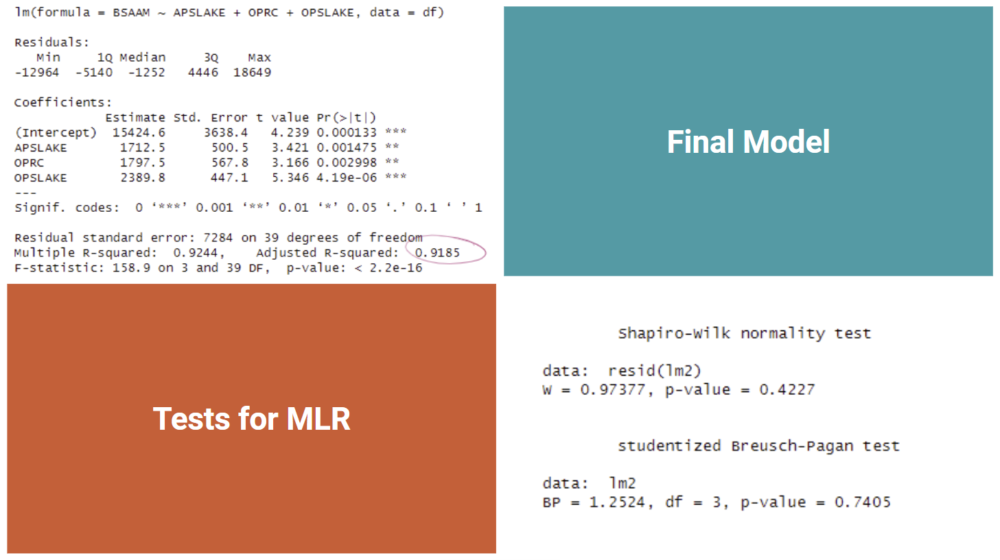 lm(formula = BSAAM ~ APSLAKE + OPRC + OPSLAKE, data = df)
Residuals:
Min 1Q Median 3Q Max
-12964 -5140 -1252 4446 18649
Coefficients:
Estimate Std. Error t value Pr(>|t|)
(Intercept) 15424.6 3638.4 4.239 0.000133 ***
APSLAKE 1712.5 500.5 3.421 0.001475 **
OPRC 1797.5 567.8 3.166 0.002998 **
OPSLAKE 2389.8 447.1 5.346 4.19e-06 ***
---
Signif. codes: 0 ‘***’ 0.001 ‘**’ 0.01 ‘*’ 0.05 ‘.’ 0.1 ‘ ’ 1
Residual standard error: 7284 on 39 degrees of freedom
Multiple R-squared: 0.9244, Adjusted R-squared: 0.9185
F-statistic: 158.9 on 3 and 39 DF, p-value: < 2.2e-16
Final Model
Tests for MLR
Shapiro-Wilk normality test
data: resid(lm2)
W = 0.97377, p-value = 0.4227
studentized Breusch-Pagan test
data: lm2
BP = 1.2524, df = 3, p-value = 0.7405